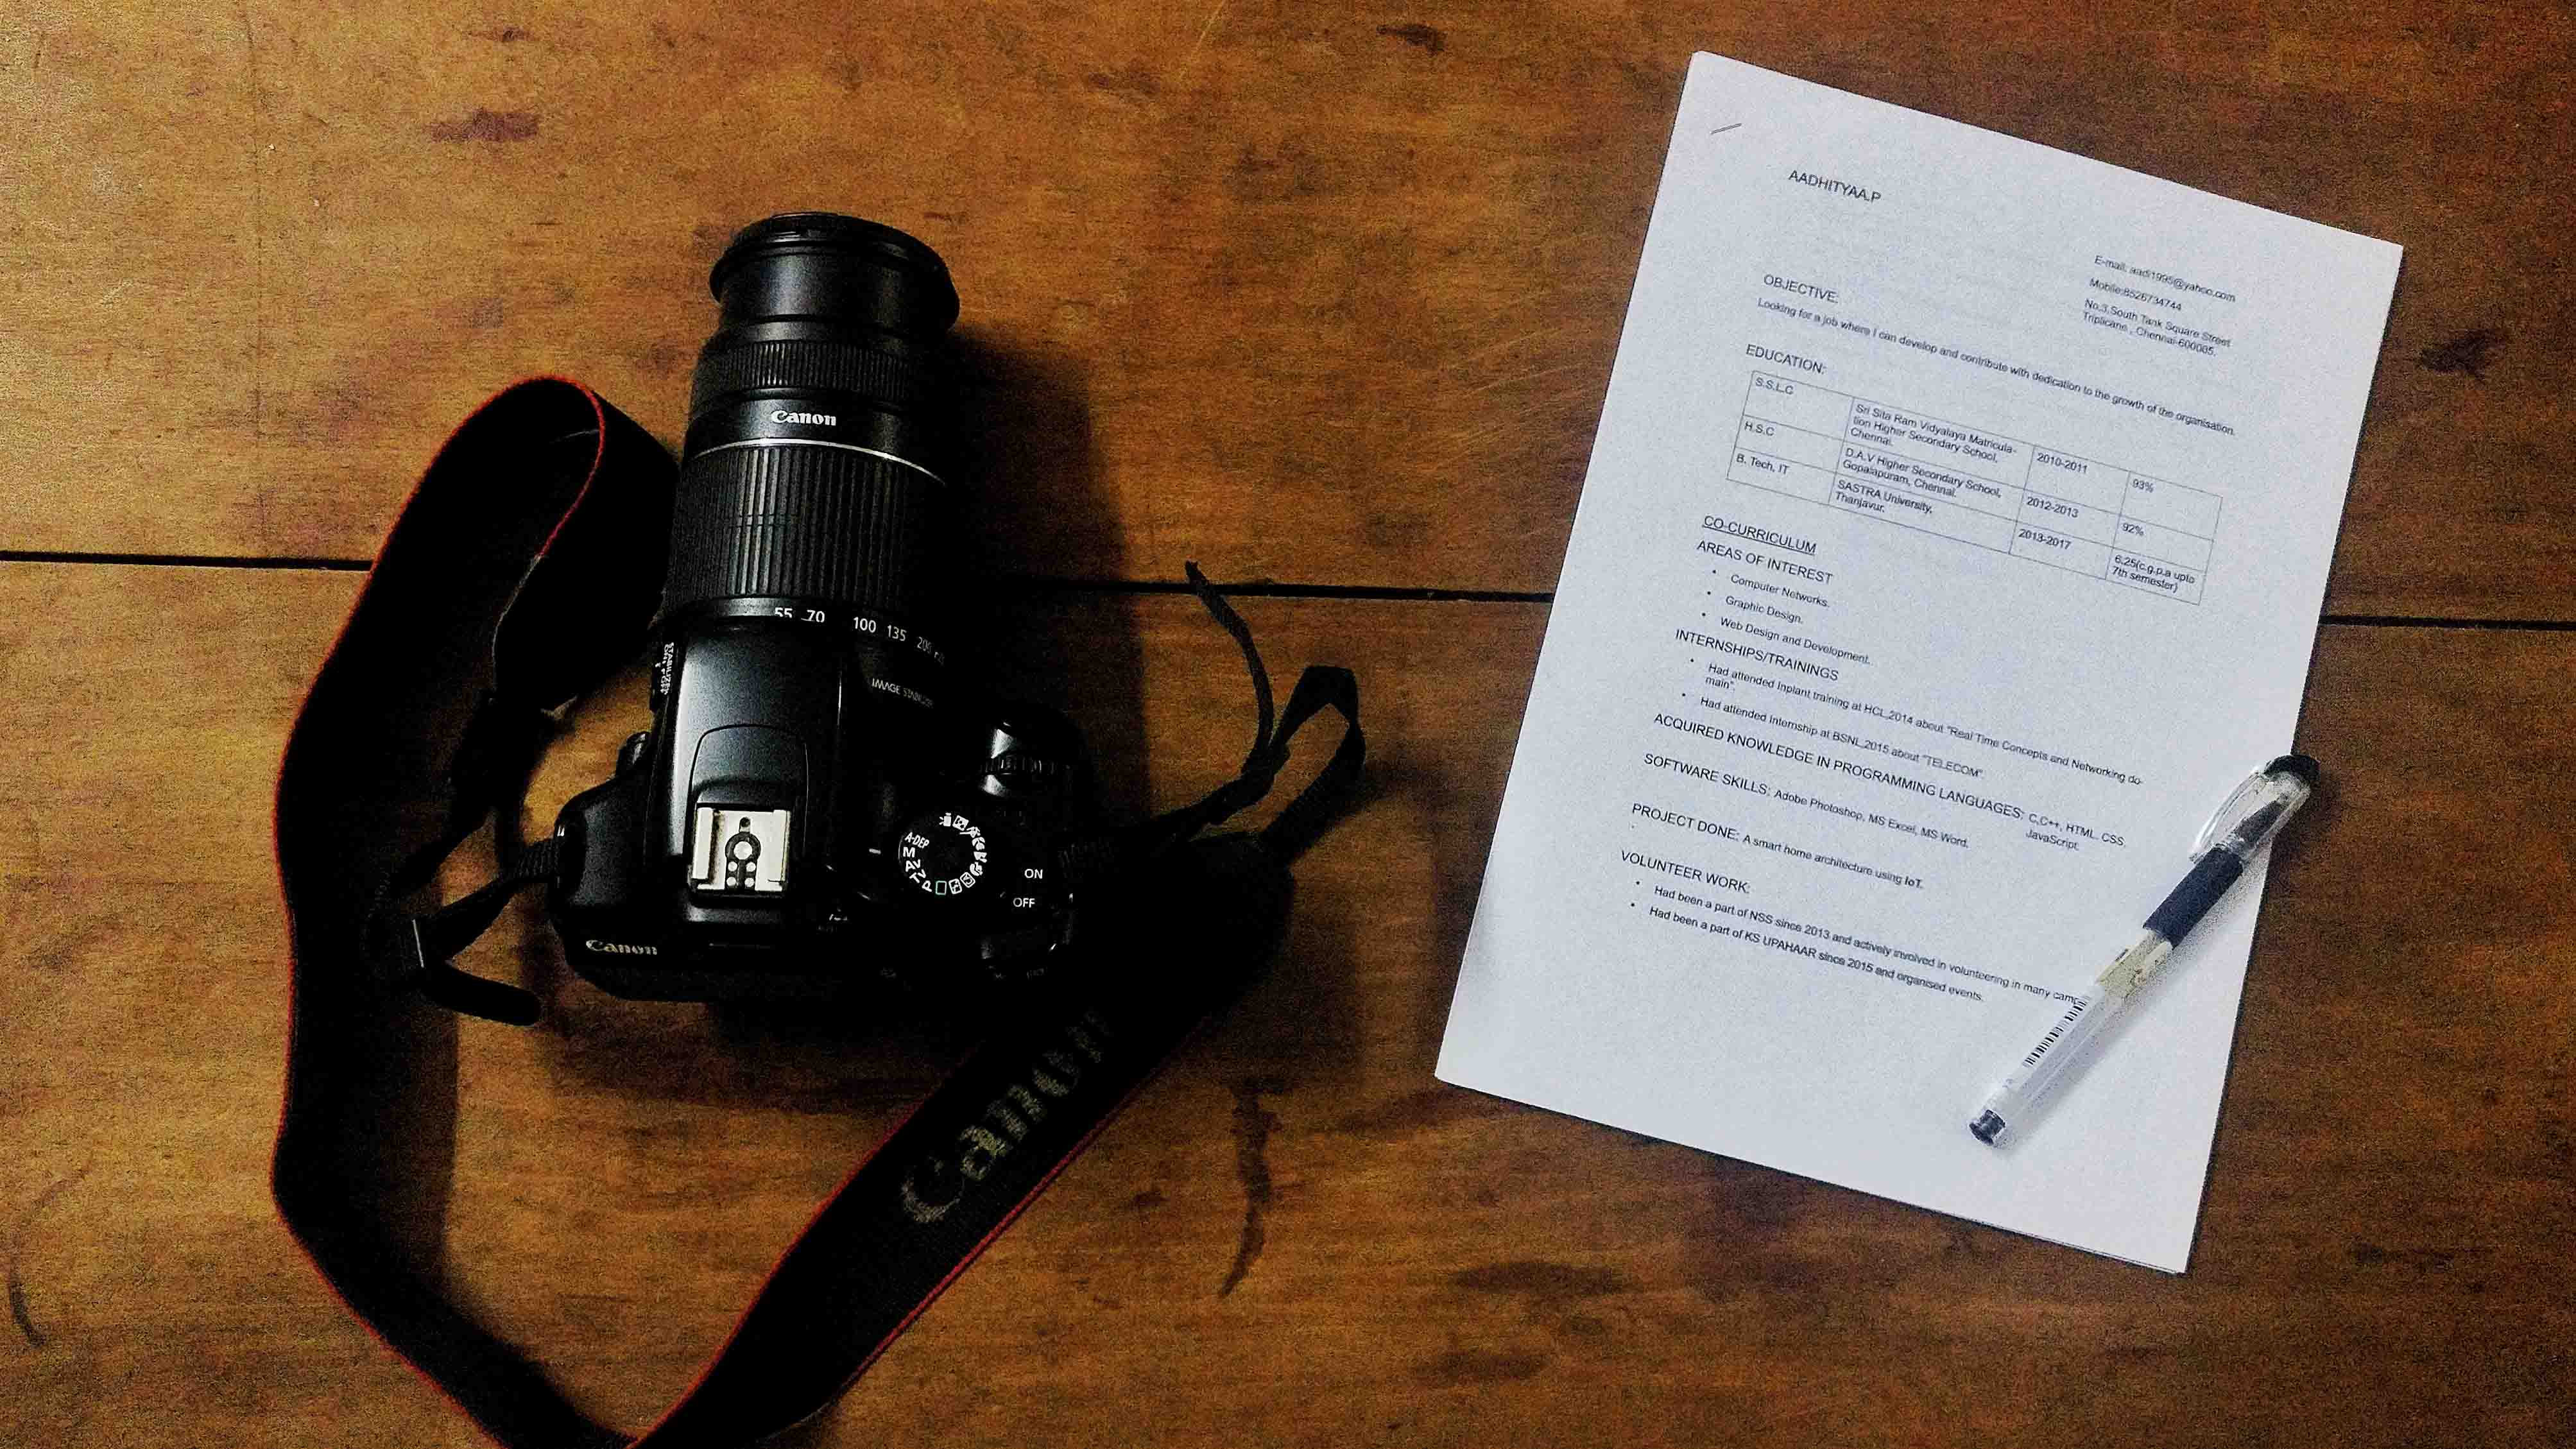 Canon
55 70 100 135 200
IMAGE
A-DEP
M
Av
Tv
P
ON
OFF
Canon
Canon
AADHITYAA.P
E-mail: aadi1995@yahoo.com
Mobile:8526734744
No.3,South Tank Square Street
Triplicane , Chennai-600005.
OBJECTIVE:
Looking for a job where I can develop and contribute with dedication to the growth of the organisation.
EDUCATION:
S.S.L.C
Sri Sita Ram Vidyalaya Matricula-
tion Higher Secondary School,
Chennai.
2010-2011
93%
H.S.C
D.A.V Higher Secondary School,
Gopalapuram, Chennai.
2012-2013
92%
B. Tech, IT
SASTRA University,
Thanjavur.
2013-2017
6.25(c.g.p.a upto
7th semester)
CO-CURRICULUM
AREAS OF INTEREST
• Computer Networks.
• Graphic Design.
• Web Design and Development.
INTERNSHIPS/TRAININGS
• Had attended Inplant training at HCL,2014 about "Real Time Concepts and Networking do-
main".
• Had attended Internship at BSNL,2015 about "TELECOM".
ACQUIRED KNOWLEDGE IN PROGRAMMING LANGUAGES: C,C++, HTML. CSS,
JavaScript.
SOFTWARE SKILLS: Adobe Photoshop, MS Excel, MS Word.
PROJECT DONE: A smart home architecture using IoT.
VOLUNTEER WORK:
• Had been a part of NSS since 2013 and actively involved in volunteering in many
• Had been a part of KS UPAHAAR since 2015 and organised events.